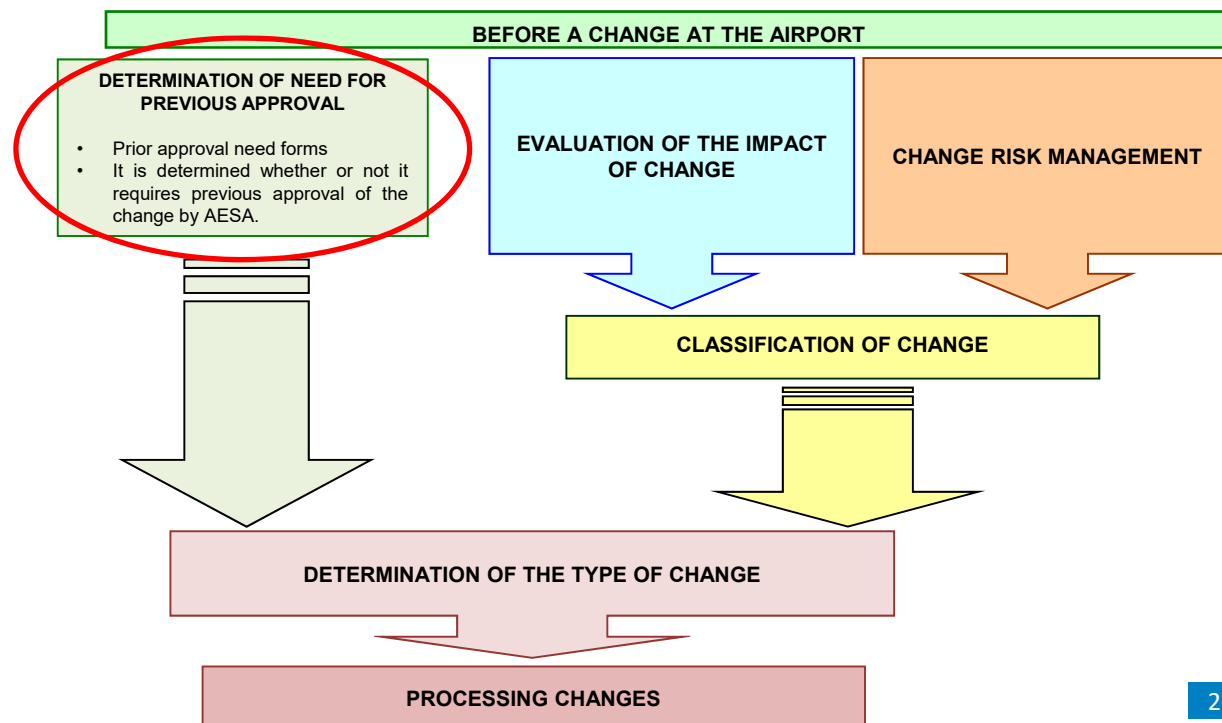 BEFORE A CHANGE AT THE AIRPORT
DETERMINATION OF NEED FOR
PREVIOUS APPROVAL
• Prior approval need forms
• It is determined whether or not it
requires previous approval of the
change by AESA.
EVALUATION OF THE IMPACT
OF CHANGE
CHANGE RISK MANAGEMENT
CLASSIFICATION OF CHANGE
DETERMINATION OF THE TYPE OF CHANGE
PROCESSING CHANGES
2